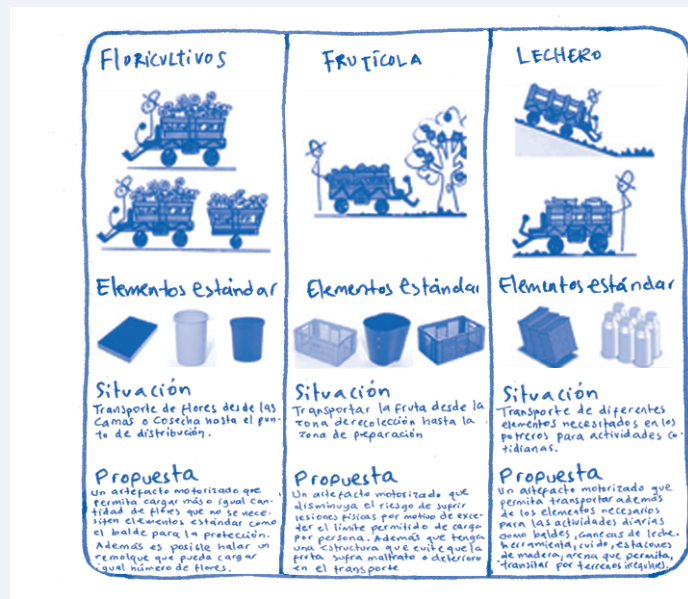 Floricultivos
Elementos estándar
Situación
Transporte de flores desde las
Camas o Cosecha hasta el pun-
to de distribución.
Propuesta
Un artefacto motorizado que
permita cargar más o igual can-
tidad de flores que no se nece-
siten elementos estándar como
el balde para la protección.
Además es posible halar un
remolque que pueda cargar
igual número de flores.
FRUTÍCOLA
Elementos estándar
Situación
Transportar la fruta desde la
zona de recolección hasta la
zona de preparación
Propuesta
Un artefacto motorizado que
disminuya el riesgo de sufrir
lesiones físicas por motivo de exce-
der el límite permitido de carga
por persona. Además que tenga
una estructura que evite que la
fruta sufra maltrato o deterioro
en el transporte
LECHERO
Elementos estándar
Situación
Transporte de diferentes
elementos necesitados en los
potreros para actividades co-
tidianas.
Propuesta
Un artefacto motorizado que
permita transportar además
de los elementos necesarios
para las actividades diarias
como baldes, canecas de leche,
herramienta, cuido, estacones
de madera, arena que permita,
transitar por terrenos irregulares.